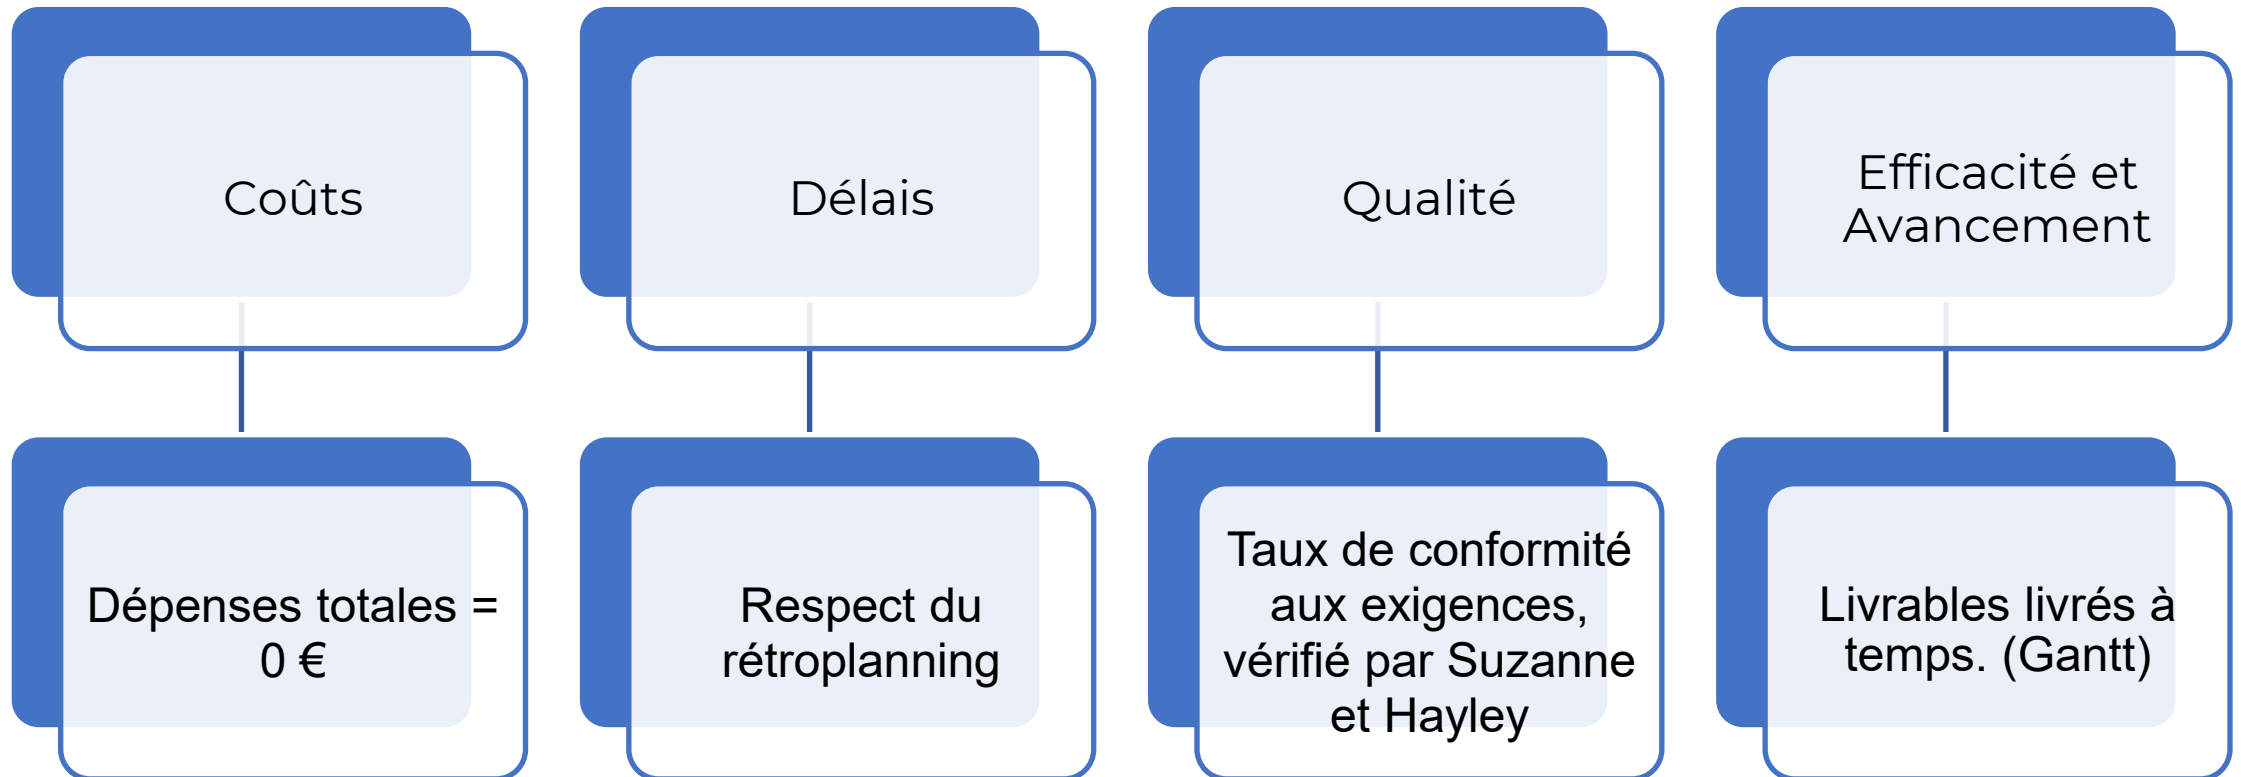 Coûts
Délais
Qualité
Efficacité et
Avancement
Dépenses totales =
0 €
Respect du
rétroplanning
Taux de conformité
aux exigences,
vérifié par Suzanne
et Hayley
Livrables livrés à
temps. (Gantt)